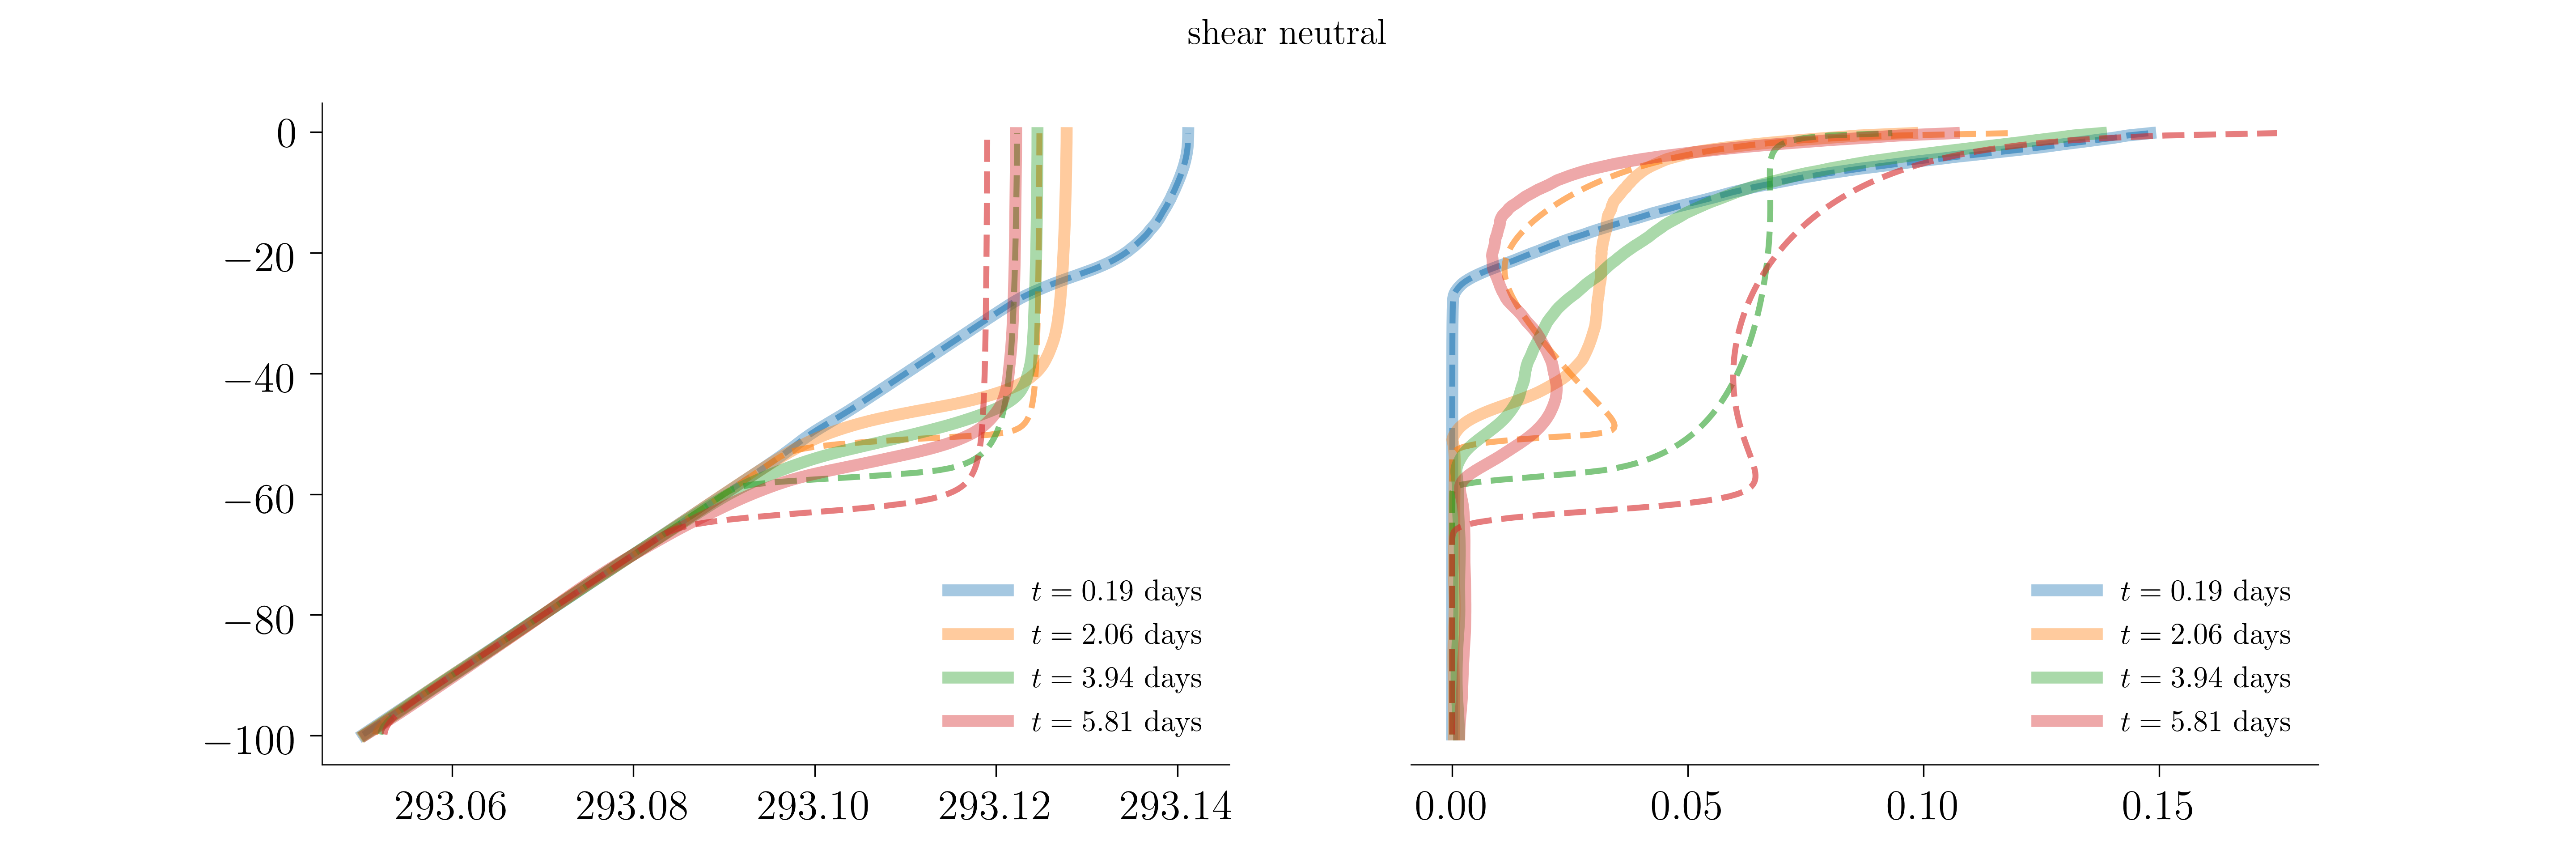 shear neutral
0
−20
−40
−60
−80
−100
293.06 293.08 293.10 293.12 293.14
t = 0.19 days
t = 2.06 days
t = 3.94 days
t = 5.81 days
0.00 0.05 0.10 0.15
t = 0.19 days
t = 2.06 days
t = 3.94 days
t = 5.81 days